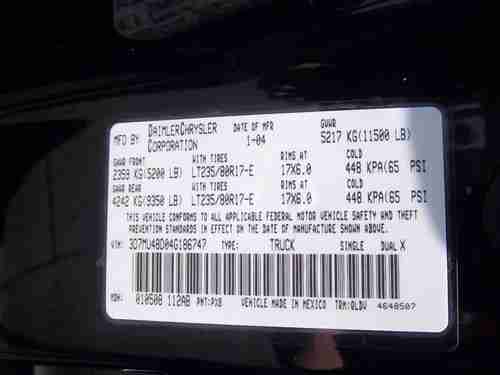 MFD BY DAIMLERCHRYSLER CORPORATION DATE OF MFR 1-04 GVWR 5217 KG(11500 LB)
GAWR FRONT WITH TIRES RIMS AT COLD
2359 KG(5200 LB) LT235/80R17-E 17X6.0 448 KPA(65 PSI
GAWR REAR WITH TIRES RIMS AT COLD
4242 KG(9350 LB) LT235/80R17-E 17X6.0 448 KPA(65 PSI
THIS VEHICLE CONFORMS TO ALL APPLICABLE FEDERAL MOTOR VEHICLE SAFETY AND THEFT
PREVENTION STANDARDS IN EFFECT ON THE DATE OF MANUFACTURE SHOWN ABOVE.
VIN: 3D7MU48D04G186747 TYPE: TRUCK SINGLE DUAL X
MDH: 010508 112AB PNT:PXB VEHICLE MADE IN MEXICO TRM:QLDV 4648507